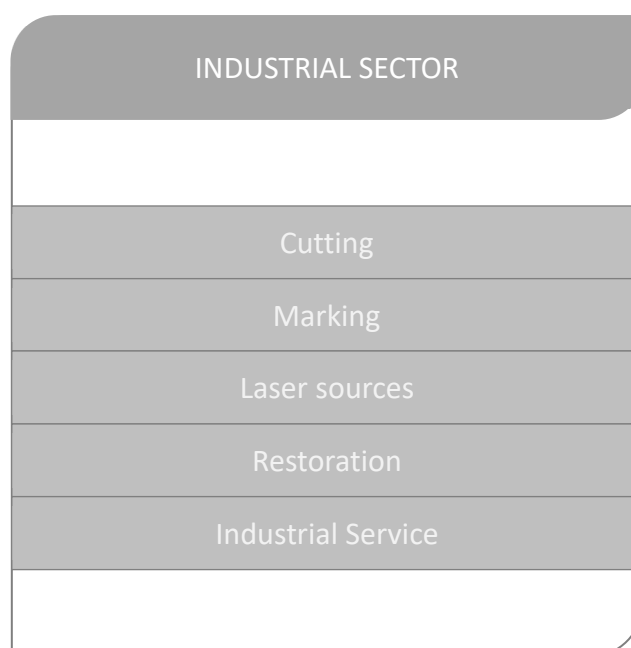 INDUSTRIAL SECTOR
Cutting
Marking
Laser sources
Restoration
Industrial Service